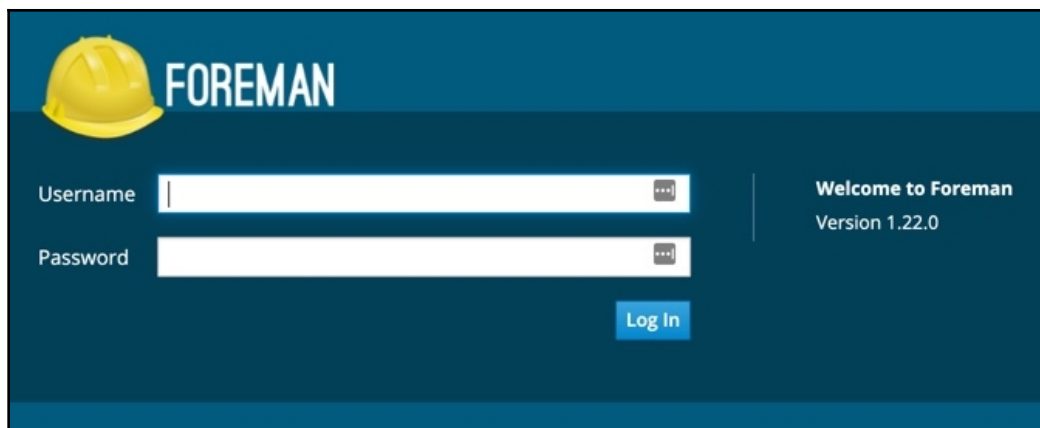 FOREMAN
Username
Welcome to Foreman
Version 1.22.0
Password
Log In